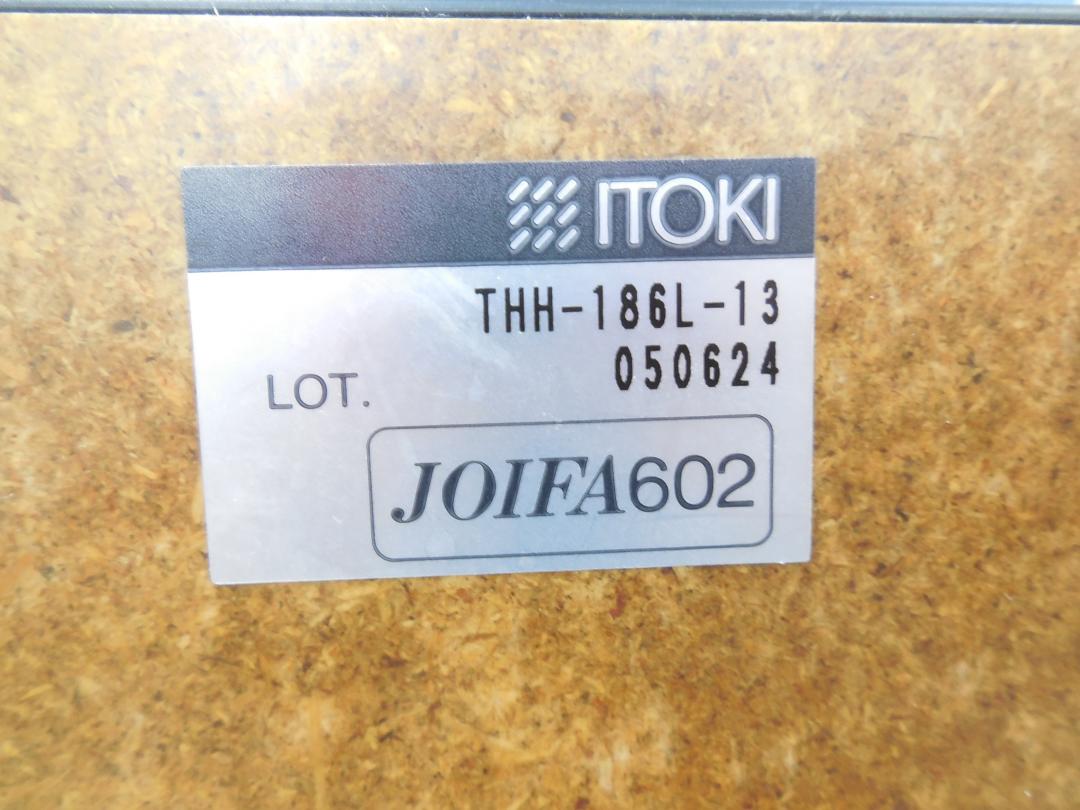 ITOKI
THH-186L-13
050624
LOT.
JOIFA602